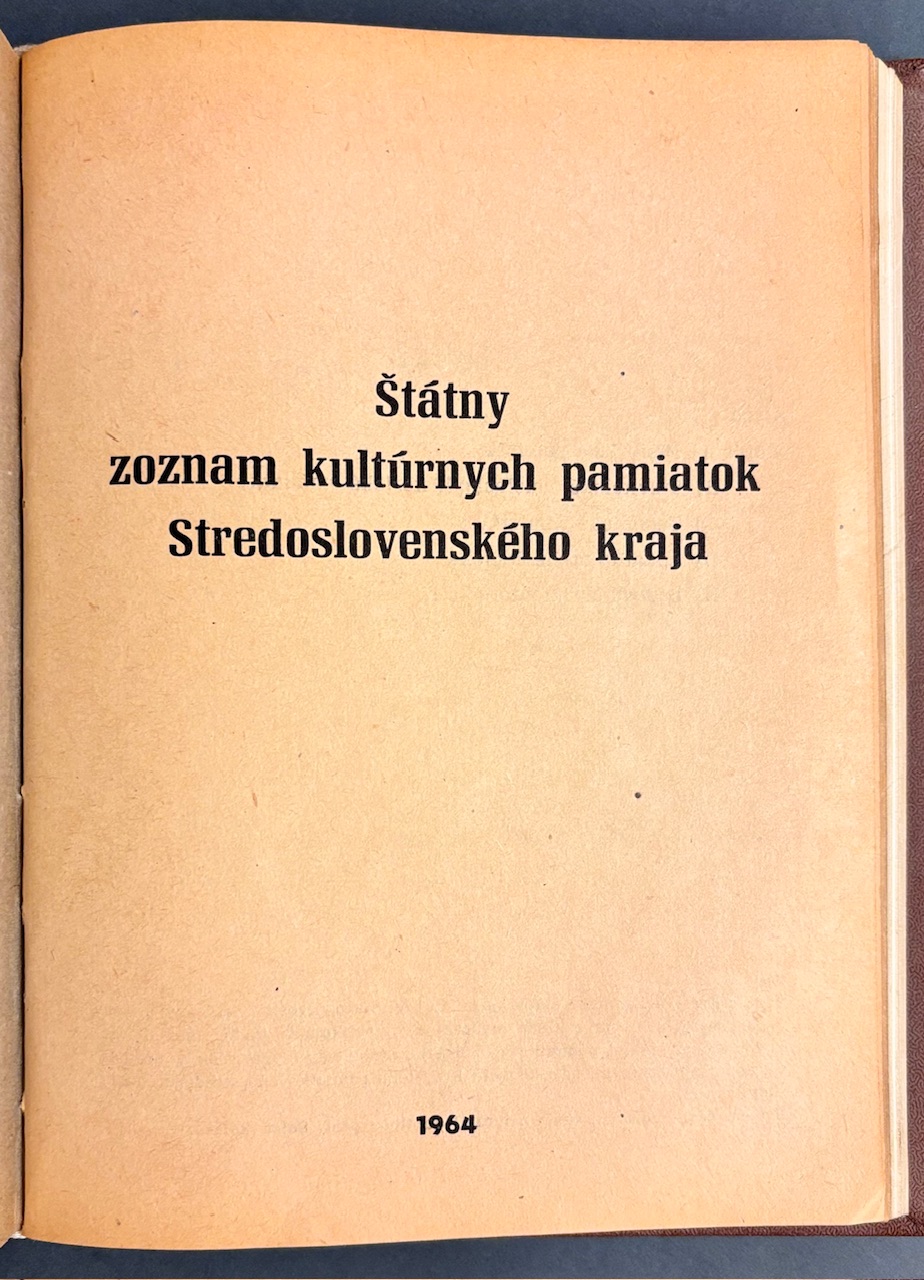 Štátny
zoznam kultúrnych pamiatok
Stredoslovenského kraja
1964